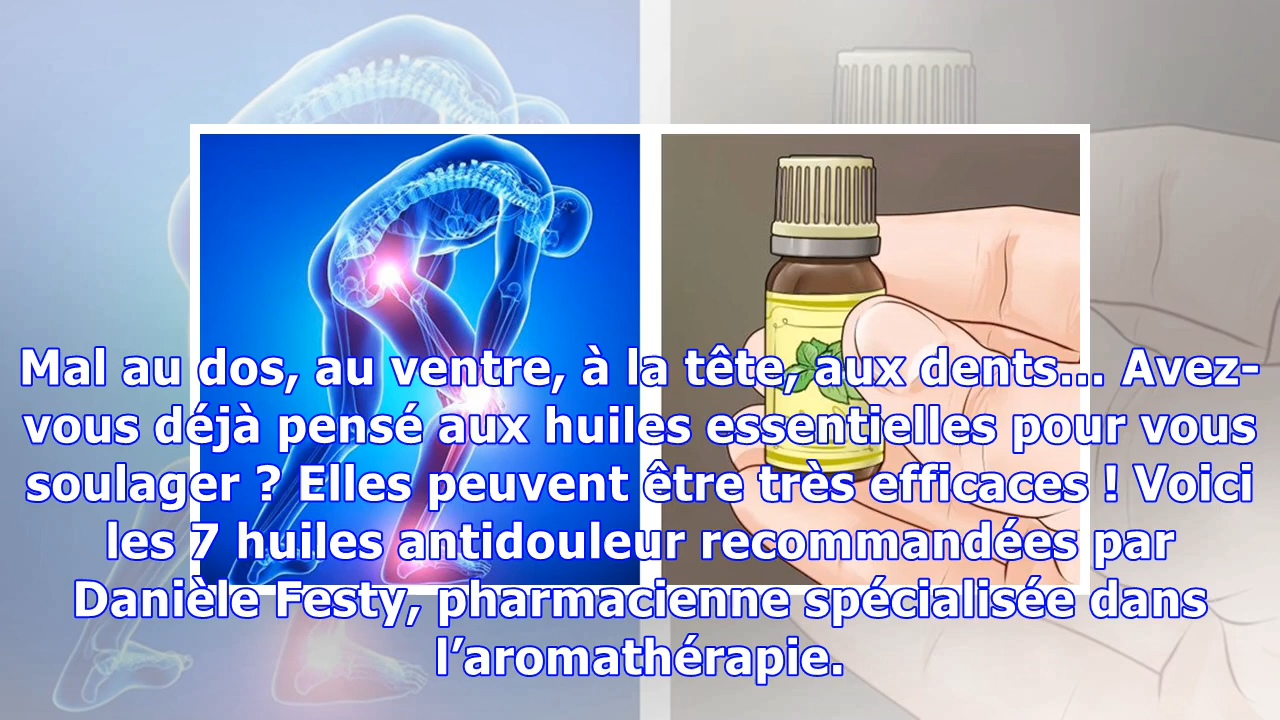 Mal au dos, au ventre, à la tête, aux dents... Avez-
vous déjà pensé aux huiles essentielles pour vous
soulager ? Elles peuvent être très efficaces ! Voici
les 7 huiles antidouleur recommandées par
Danièle Festy, pharmacienne spécialisée dans
l’aromathérapie.